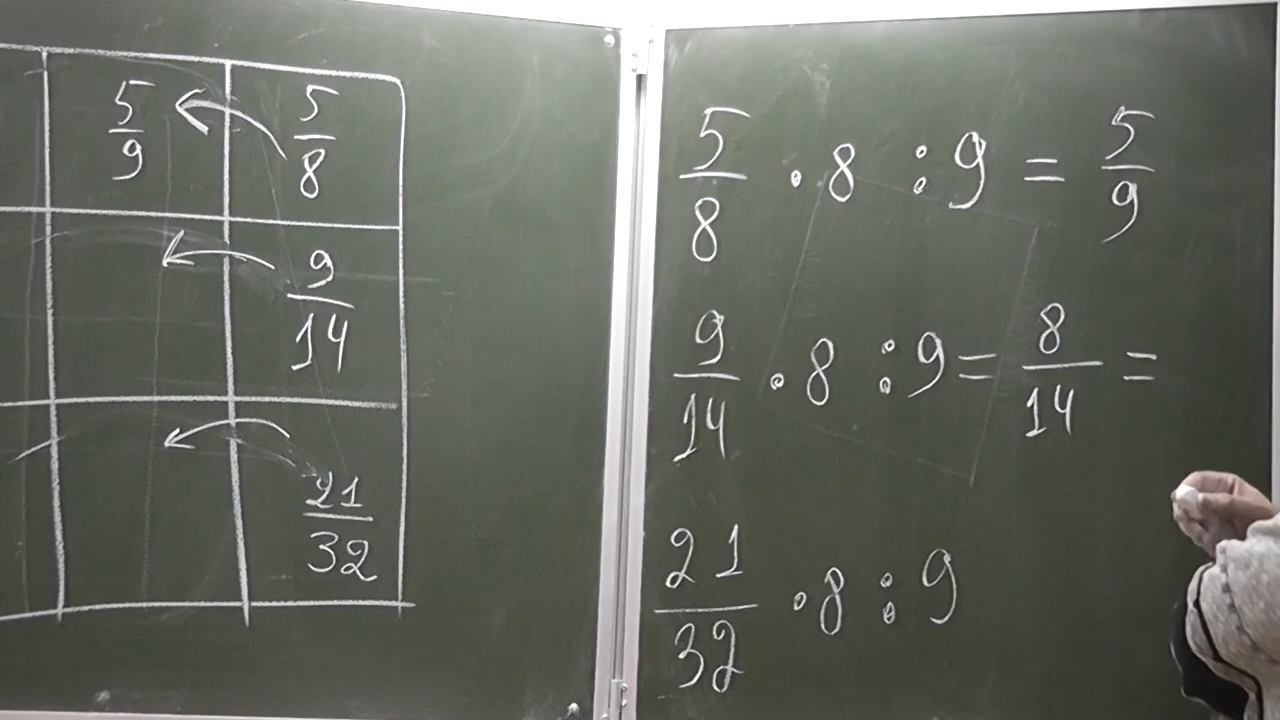 5/9 5/8
9/14
21/32
5/8 · 8 : 9 = 5/9
9/14 · 8 : 9 = 8/14 =
21/32 · 8 : 9